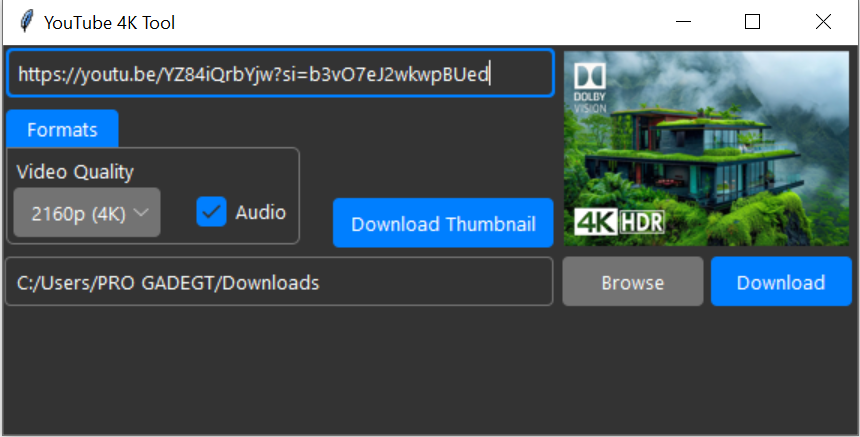 YouTube 4K Tool
https://youtu.be/YZ84iQrbYjw?si=b3vO7eJ2wkwpBUed
DOLBY
VISION
Formats
Video Quality
2160p (4K)
Audio
Download Thumbnail
4K HDR
C:/Users/PRO GADEGT/Downloads
Browse
Download